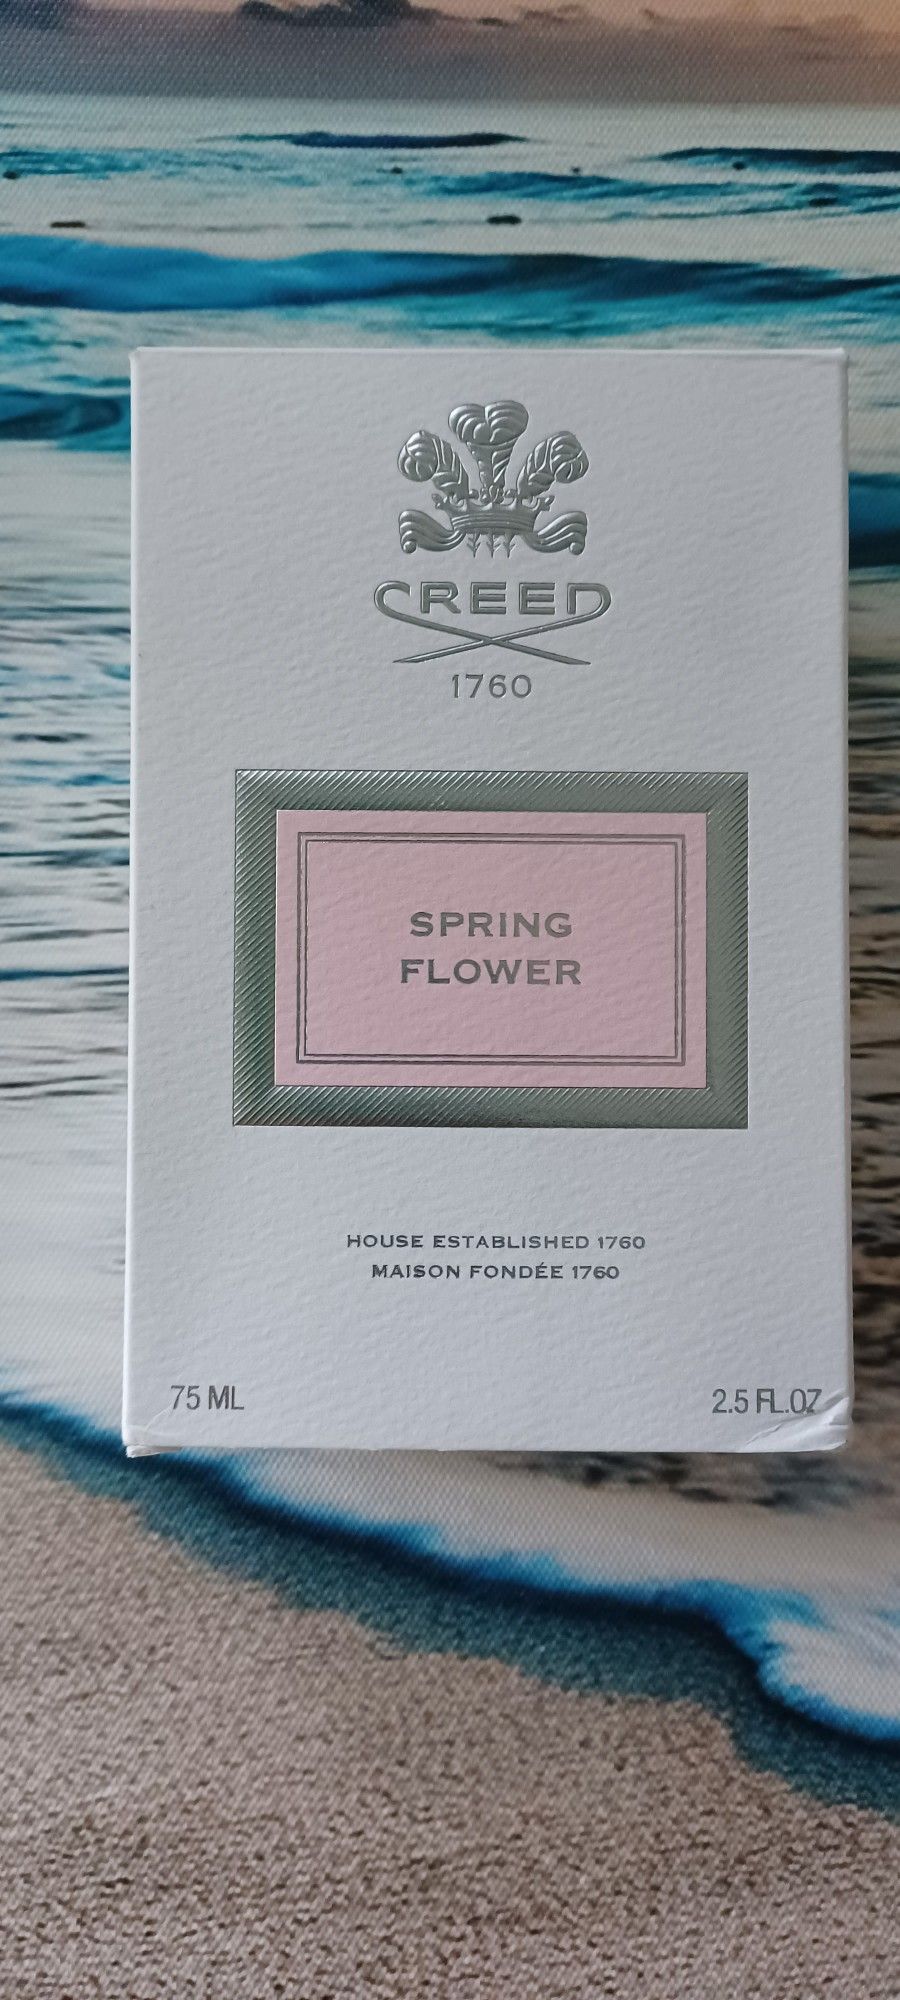 CREED
1760
SPRING
FLOWER
HOUSE ESTABLISHED 1760
MAISON FONDÉE 1760
75 ML
2.5 FL.OZ